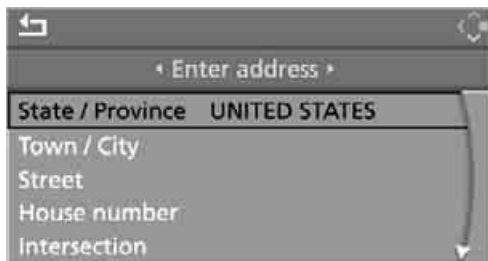 Enter address
State / Province UNITED STATES
Town / City
Street
House number
Intersection